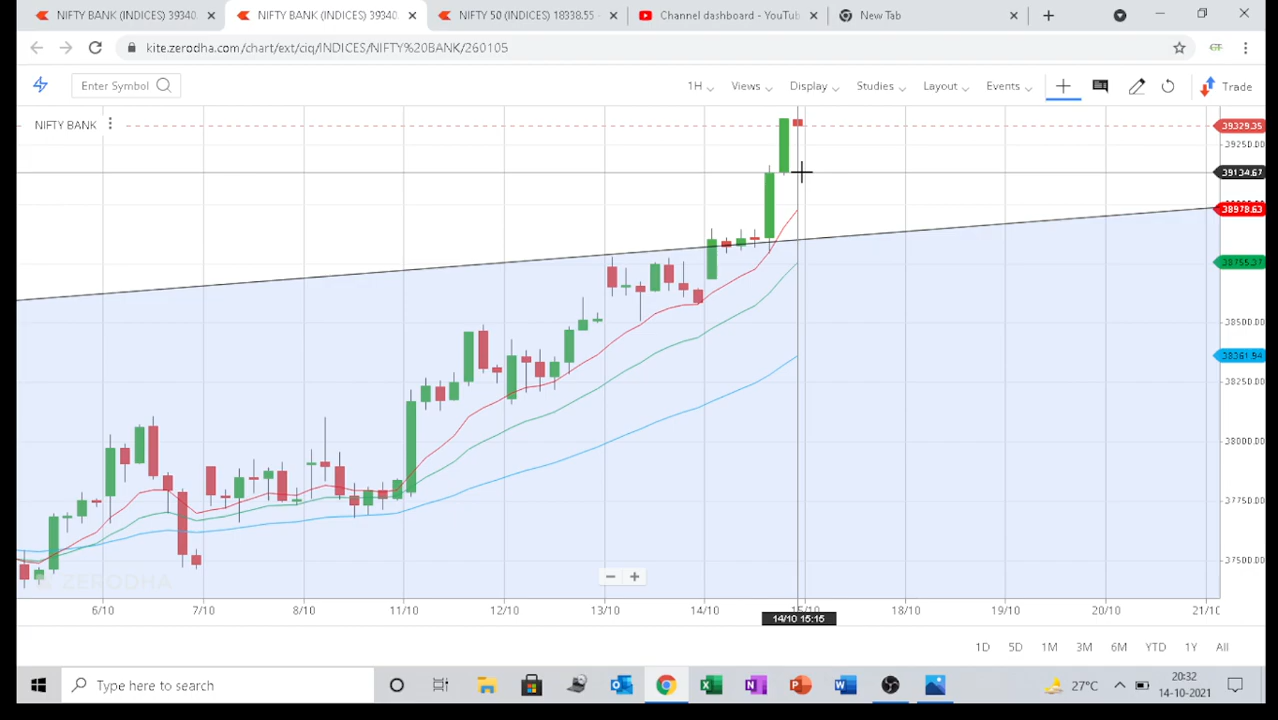 NIFTY BANK (INDICES) 39340
NIFTY BANK (INDICES) 39340
NIFTY 50 (INDICES) 18338.55 -
Channel dashboard - YouTub
New Tab
kite.zerodha.com/chart/ext/ciq/INDICES/NIFTY%20BANK/260105
GT
Enter Symbol
1H
Views
Display
Studies
Layout
Events
Trade
NIFTY BANK
39329.35
39250.00
39134.67
38978.63
38755.37
38500.00
38361.94
38250.00
38000.00
37750.00
37500.00
ZERODHA
6/10
7/10
8/10
11/10
12/10
13/10
14/10
15/10
18/10
19/10
20/10
21/10
14/10 15:15
1D
5D
1M
3M
6M
YTD
1Y
All
Type here to search
27°C
20:32
14-10-2021